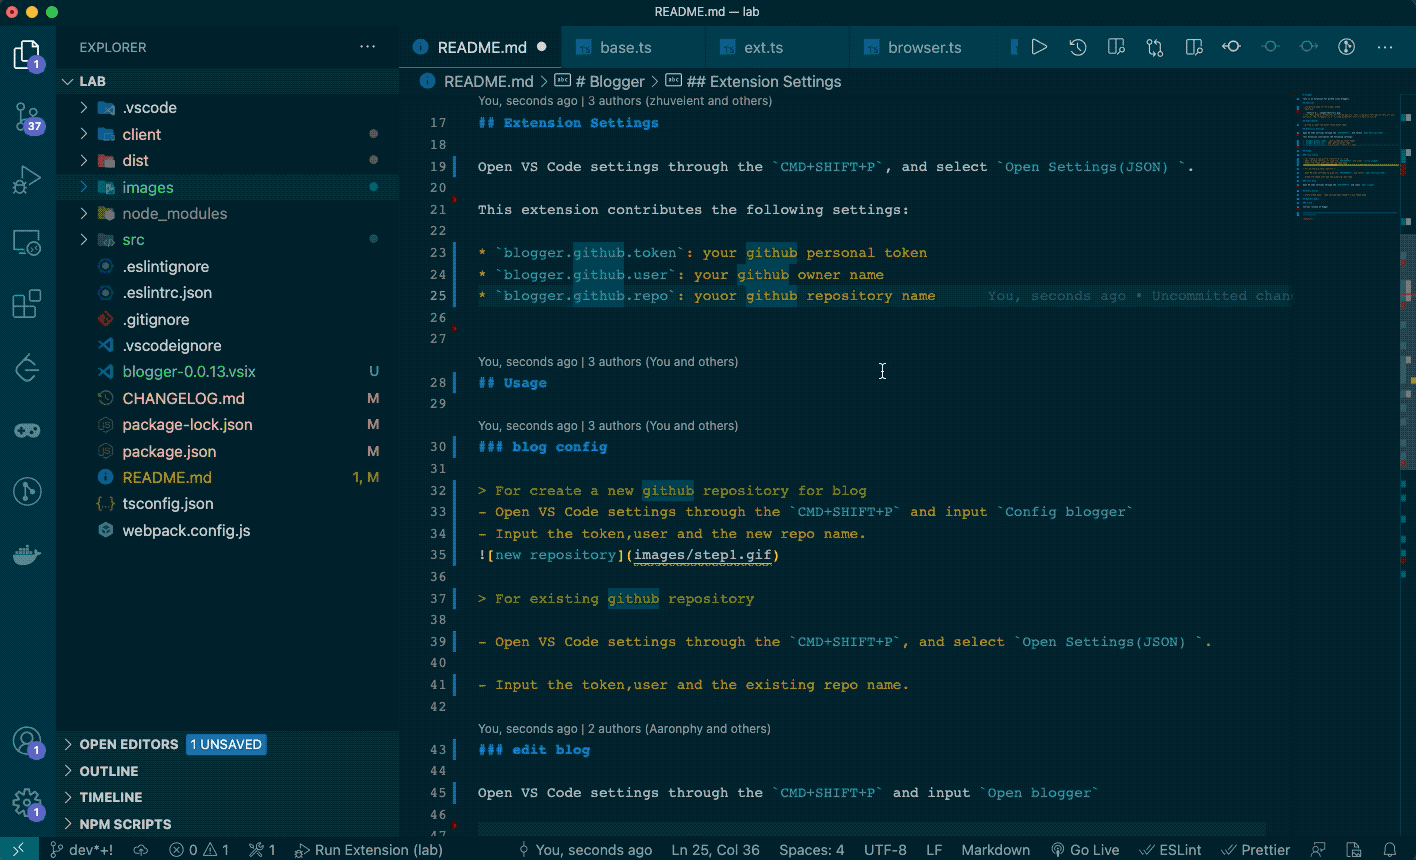 README.md — lab
1
37
1
1
EXPLORER
LAB
.vscode
client
dist
images
node_modules
src
.eslintignore
.eslintrc.json
.gitignore
.vscodeignore
blogger-0.0.13.vsix U
CHANGELOG.md M
package-lock.json M
package.json M
README.md 1, M
tsconfig.json
webpack.config.js
OPEN EDITORS 1 UNSAVED
OUTLINE
TIMELINE
NPM SCRIPTS
README.md base.ts ext.ts browser.ts
README.md > # Blogger > ## Extension Settings
You, seconds ago | 3 authors (zhuveient and others)
17 ## Extension Settings
18
19 Open VS Code settings through the `CMD+SHIFT+P`, and select `Open Settings(JSON) `.
20
21 This extension contributes the following settings:
22
23 * `blogger.github.token`: your github personal token
24 * `blogger.github.user`: your github owner name
25 * `blogger.github.repo`: youor github repository name You, seconds ago • Uncommitted chan
26
27
You, seconds ago | 3 authors (You and others)
28 ## Usage
29
You, seconds ago | 3 authors (You and others)
30 ### blog config
31
32 > For create a new github repository for blog
33 - Open VS Code settings through the `CMD+SHIFT+P` and input `Config blogger`
34 - Input the token,user and the new repo name.
35 ![new repository](images/step1.gif)
36
37 > For existing github repository
38
39 - Open VS Code settings through the `CMD+SHIFT+P`, and select `Open Settings(JSON) `.
40
41 - Input the token,user and the existing repo name.
42
You, seconds ago | 2 authors (Aaronphy and others)
43 ### edit blog
44
45 Open VS Code settings through the `CMD+SHIFT+P` and input `Open blogger`
46
47
dev*+! 0 1 1 Run Extension (lab) You, seconds ago Ln 25, Col 36 Spaces: 4 UTF-8 LF Markdown Go Live ESLint Prettier